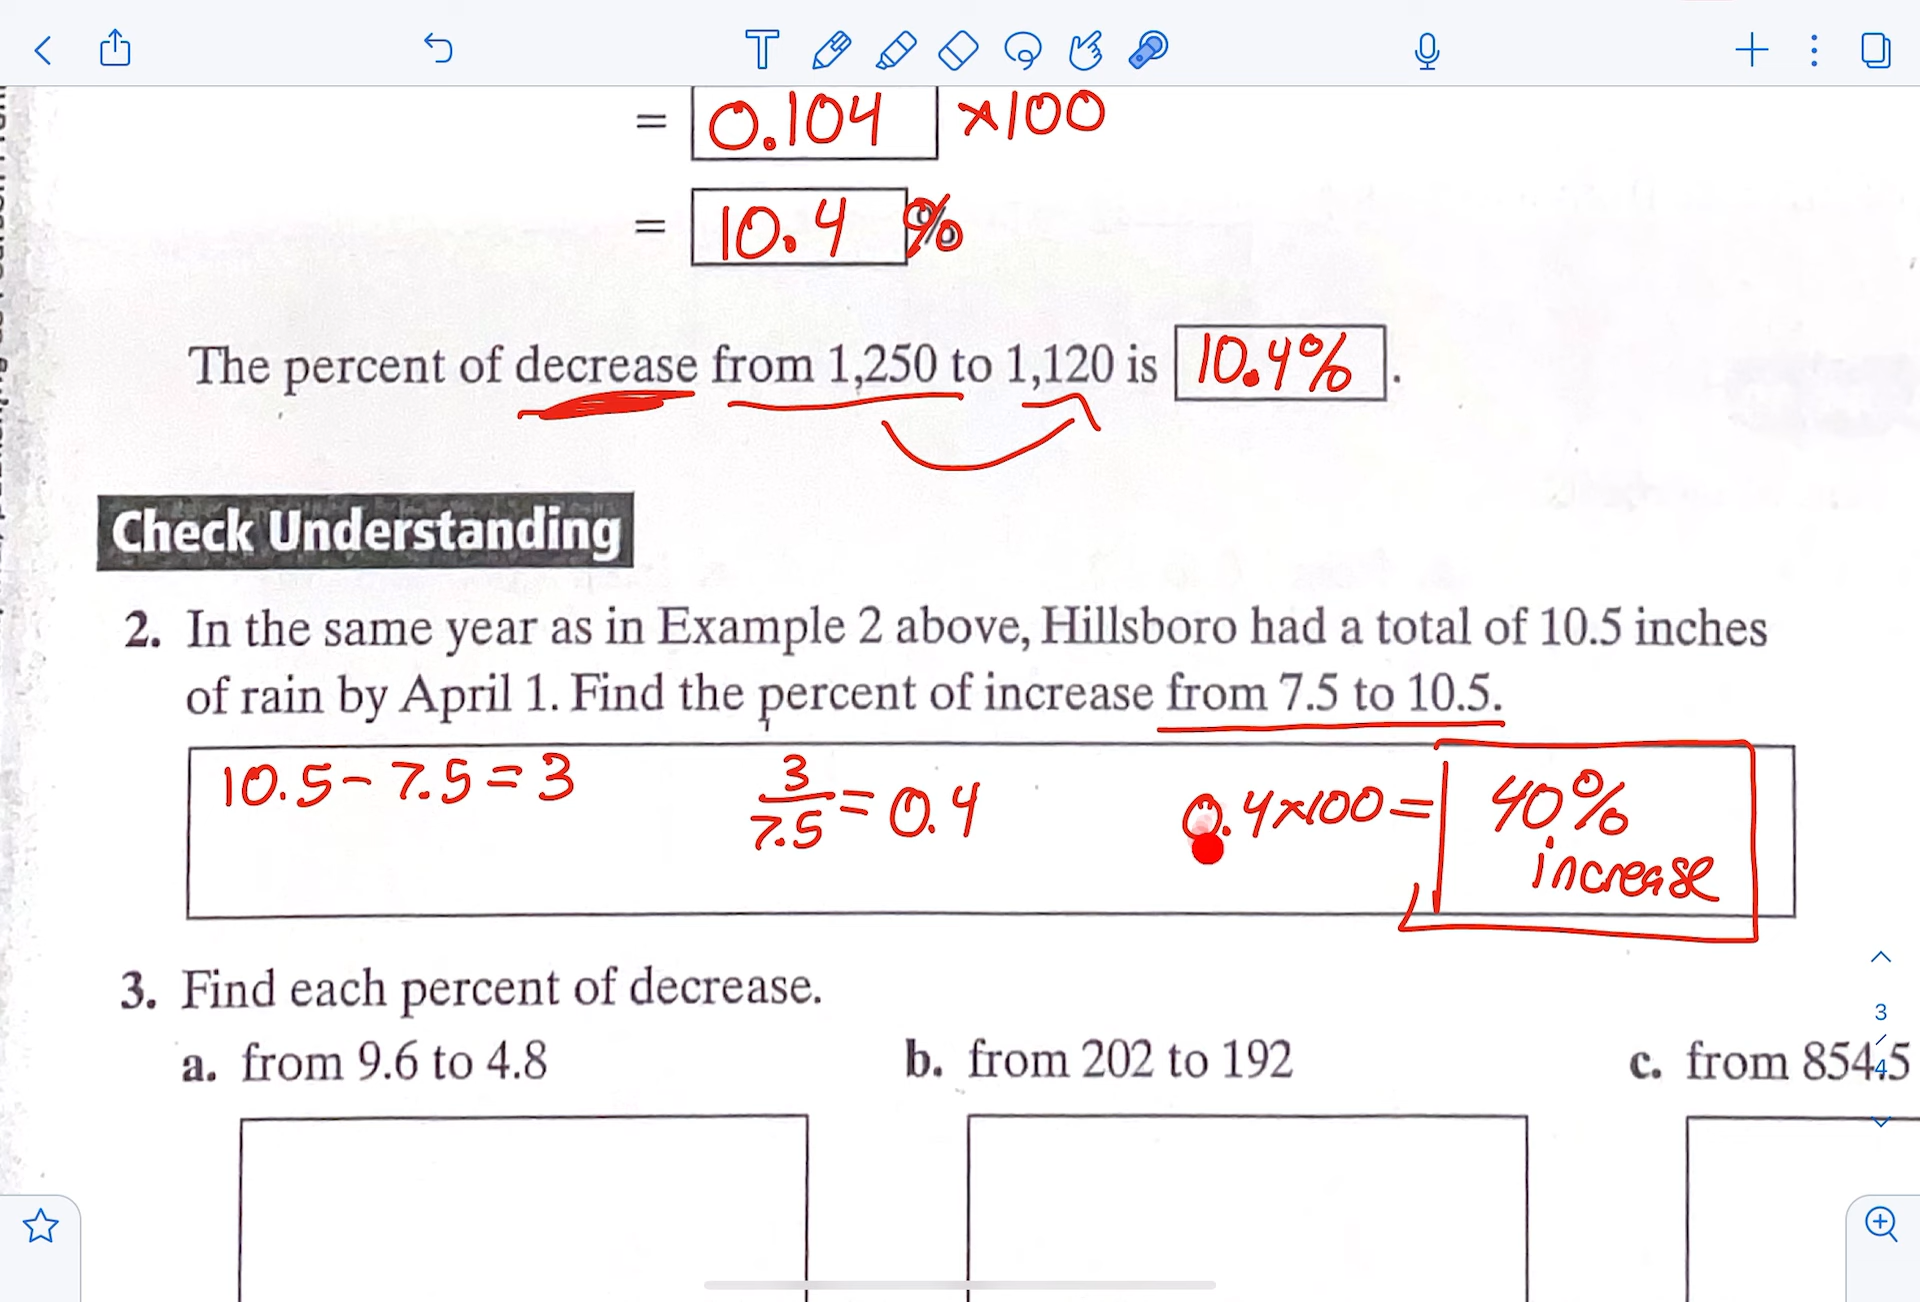 = 0.104 ×100
= 10.4 %
The percent of decrease from 1,250 to 1,120 is 10.4%.
Check Understanding
2. In the same year as in Example 2 above, Hillsboro had a total of 10.5 inches
of rain by April 1. Find the percent of increase from 7.5 to 10.5.
10.5 - 7.5 = 3
3/7.5 = 0.4
0.4×100 = 40%
increase
3. Find each percent of decrease.
a. from 9.6 to 4.8
b. from 202 to 192
c. from 854.5
3/4